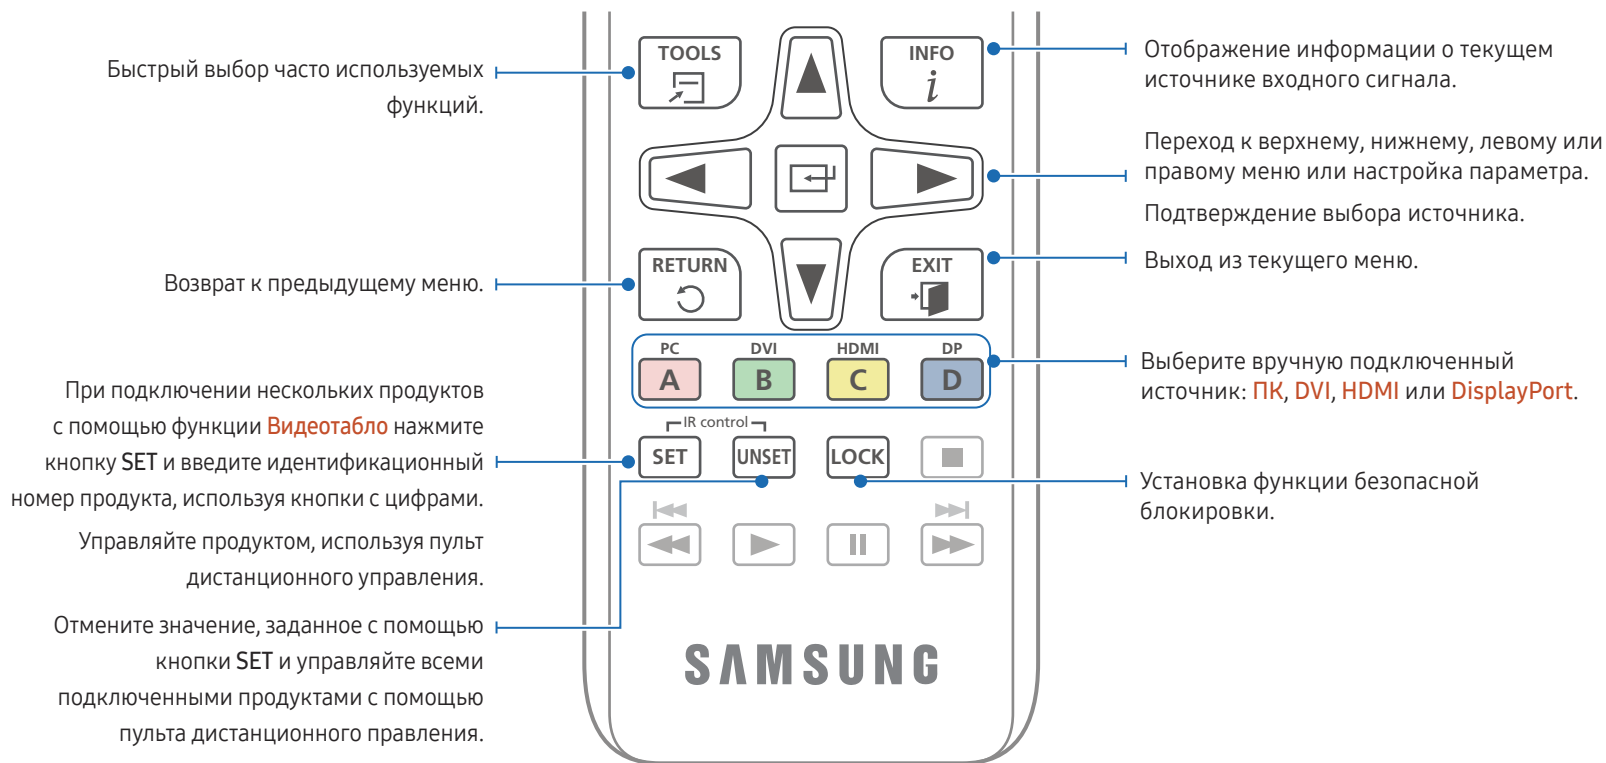 Быстрый выбор часто используемых
функций.
Возврат к предыдущему меню.
При подключении нескольких продуктов
с помощью функции Видеотабло нажмите
кнопку SET и введите идентификационный
номер продукта, используя кнопки с цифрами.
Управляйте продуктом, используя пульт
дистанционного управления.
Отмените значение, заданное с помощью
кнопки SET и управляйте всеми
подключенными продуктами с помощью
пульта дистанционного правления.
TOOLS
INFO
i
RETURN
EXIT
PC
DVI
HDMI
DP
A
B
C
D
IR control
SET
UNSET
LOCK
SAMSUNG
Отображение информации о текущем
источнике входного сигнала.
Переход к верхнему, нижнему, левому или
правому меню или настройка параметра.
Подтверждение выбора источника.
Выход из текущего меню.
Выберите вручную подключенный
источник: ПК, DVI, HDMI или DisplayPort.
Установка функции безопасной
блокировки.